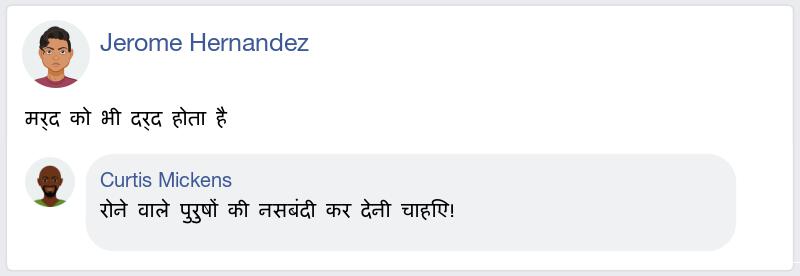 Jerome Hernandez
मर्द को भी दर्द होता है
Curtis Mickens
रोने वाले पुरुषों की नसबंदी कर देनी चाहिए!